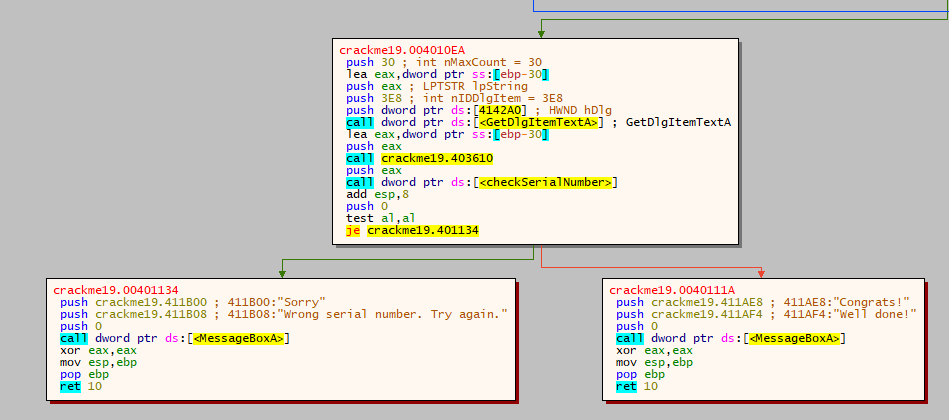 crackme19.004010EA
push 30 ; int nMaxCount = 30
lea eax,dword ptr ss:[ebp-30]
push eax ; LPTSTR lpString
push 3E8 ; int nIDDlgItem = 3E8
push dword ptr ds:[4142A0] ; HWND hDlg
call dword ptr ds:[<GetDlgItemTextA>] ; GetDlgItemTextA
lea eax,dword ptr ss:[ebp-30]
push eax
call crackme19.403610
push eax
call dword ptr ds:[<checkSerialNumber>]
add esp,8
push 0
test al,al
je crackme19.401134
crackme19.00401134
push crackme19.411B00 ; 411B00:"Sorry"
push crackme19.411B08 ; 411B08:"Wrong serial number. Try again."
push 0
call dword ptr ds:[<MessageBoxA>]
xor eax,eax
mov esp,ebp
pop ebp
ret 10
crackme19.0040111A
push crackme19.411AE8 ; 411AE8:"Congrats!"
push crackme19.411AF4 ; 411AF4:"Well done!"
push 0
call dword ptr ds:[<MessageBoxA>]
xor eax,eax
mov esp,ebp
pop ebp
ret 10